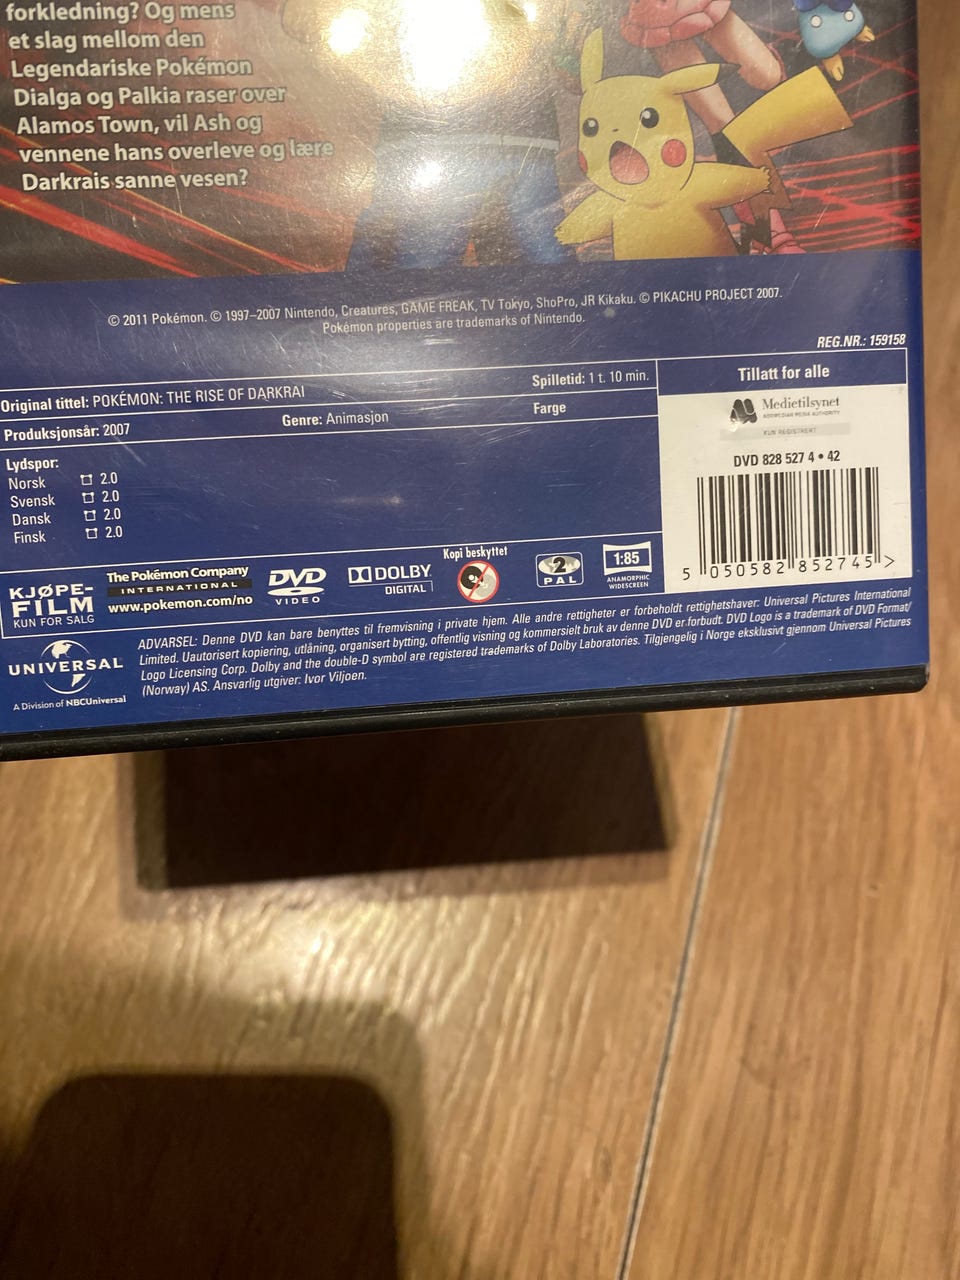 forkledning? Og mens
et slag mellom den
Legendariske Pokémon
Dialga og Palkia raser over
Alamos Town, vil Ash og
vennene hans overleve og lære
Darkrais sanne vesen?
© 2011 Pokémon. © 1997–2007 Nintendo, Creatures, GAME FREAK, TV Tokyo, ShoPro, JR Kikaku. © PIKACHU PROJECT 2007.
Pokémon properties are trademarks of Nintendo.
REG.NR.: 159158
Original tittel: POKÉMON: THE RISE OF DARKRAI
Spilletid: 1 t. 10 min.
Tillatt for alle
Produksjonsår: 2007
Genre: Animasjon
Farge
Medietilsynet
NORWEGIAN MEDIA AUTHORITY
KUN REGISTRERT
Lydspor:
Norsk 2.0
Svensk 2.0
Dansk 2.0
Finsk 2.0
DVD 828 527 4 • 42
5 050582 852745 >
KJØPE-
FILM
KUN FOR SALG
The Pokémon Company
INTERNATIONAL
www.pokemon.com/no
DVD
VIDEO
DOLBY
DIGITAL
Kopi beskyttet
2
PAL
1:85
ANAMORPHIC
WIDESCREEN
UNIVERSAL
A Division of NBCUniversal
ADVARSEL: Denne DVD kan bare benyttes til fremvisning i private hjem. Alle andre rettigheter er forbeholdt rettighetshaver: Universal Pictures International
Limited. Uautorisert kopiering, utlåning, organisert bytting, offentlig visning og kommersielt bruk av denne DVD er forbudt. DVD Logo is a trademark of DVD Format/
Logo Licensing Corp. Dolby and the double-D symbol are registered trademarks of Dolby Laboratories. Tilgjengelig i Norge eksklusivt gjennom Universal Pictures
(Norway) AS. Ansvarlig utgiver: Ivor Viljoen.